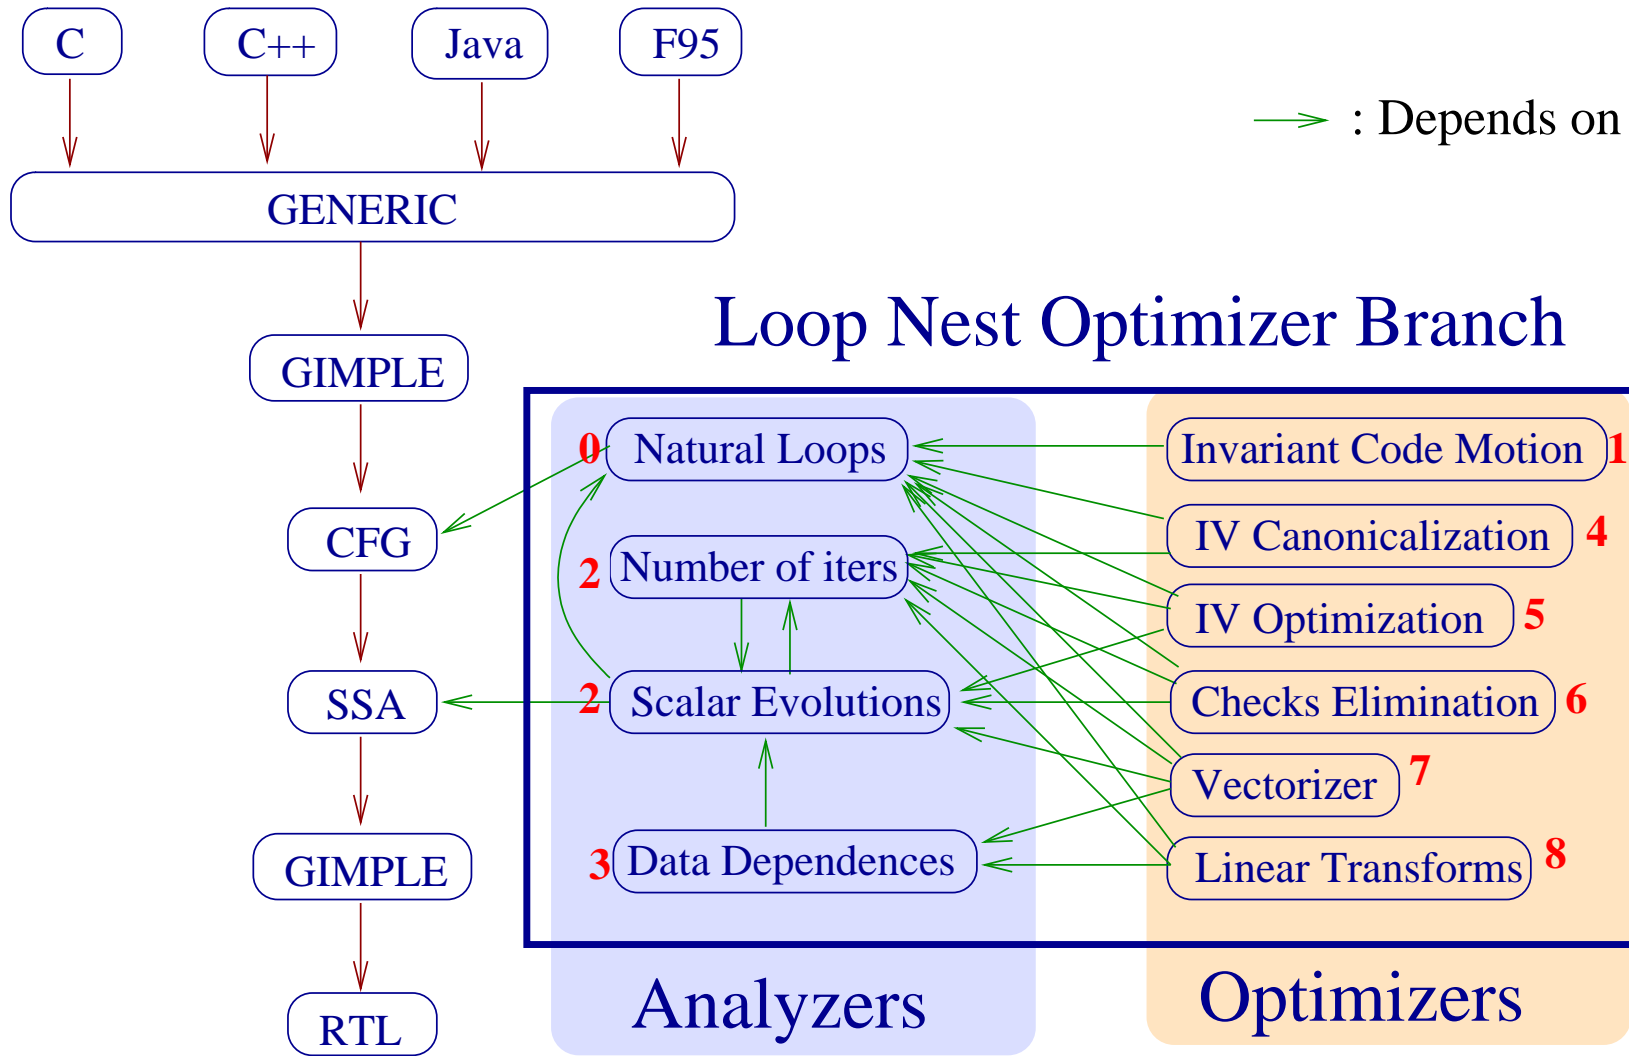 C
C++
Java
F95
: Depends on
GENERIC
Loop Nest Optimizer Branch
GIMPLE
0
Natural Loops
Invariant Code Motion
1
CFG
2
Number of iters
IV Canonicalization
4
IV Optimization
5
SSA
2
Scalar Evolutions
Checks Elimination
6
Vectorizer
7
GIMPLE
3
Data Dependences
Linear Transforms
8
Analyzers
Optimizers
RTL